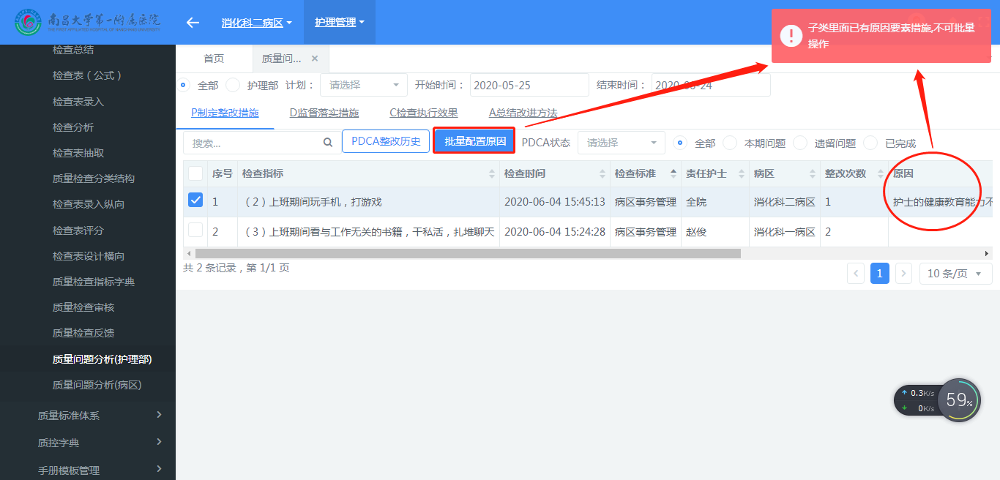 南昌大学第一附属医院
THE FIRST AFFILIATED HOSPITAL OF NANCHANG UNIVERSITY
消化科二病区
护理管理
子类里面已有原因要素措施,不可批量
操作
检查总结
检查表（公式）
检查表录入
检查分析
检查表抽取
质量检查分类结构
检查表录入纵向
检查表评分
检查表设计横向
质量检查指标字典
质量检查审核
质量检查反馈
质量问题分析(护理部)
质量问题分析(病区)
质量标准体系
质控字典
手册模板管理
首页 质量问... ×
全部 护理部 计划： 请选择 开始时间： 2020-05-25 结束时间： 2020-06-24
P制定整改措施 D监督落实措施 C检查执行效果 A总结改进方法
搜索... PDCA整改历史 批量配置原因 PDCA状态 请选择 全部 本期问题 遗留问题 已完成
序号 检查指标 检查时间 检查标准 责任护士 病区 整改次数 原因
1 （2）上班期间玩手机，打游戏 2020-06-04 15:45:13 病区事务管理 全院 消化科二病区 1 护士的健康教育能力不
2 （3）上班期间看与工作无关的书籍，干私活，扎堆聊天 2020-06-04 15:24:28 病区事务管理 赵俊 消化科一病区 2
共 2 条记录，第 1/1 页
1 10 条/页
0.3K/s
0K/s
59%